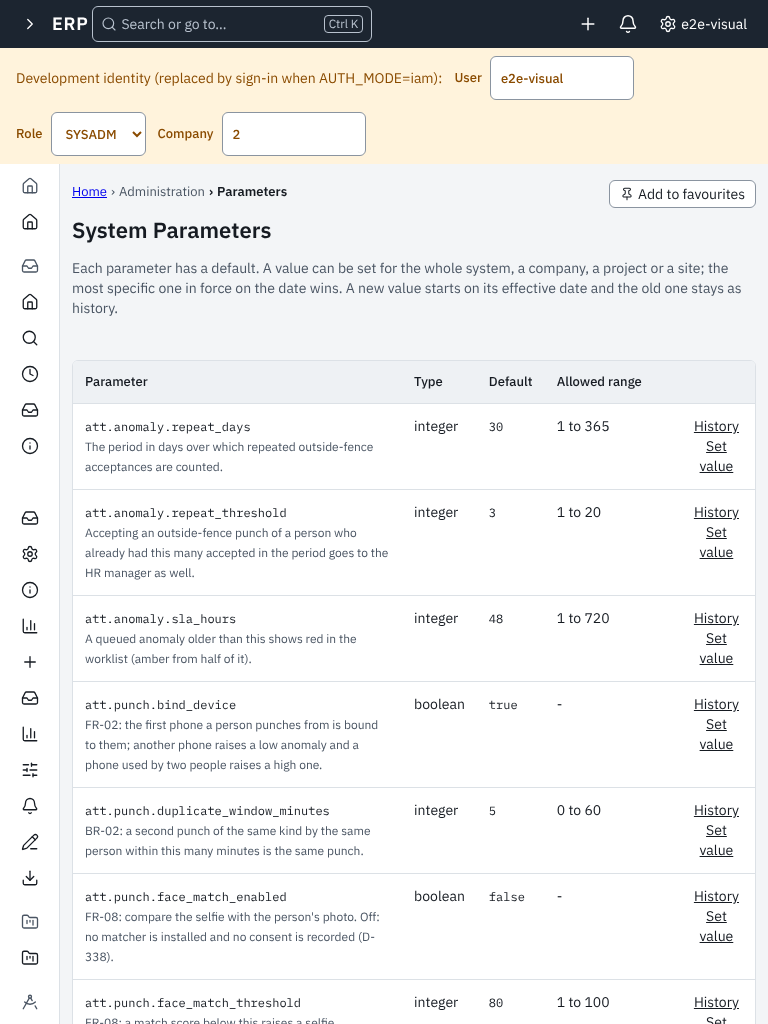 ERP
Search or go to... Ctrl K
e2e-visual
Development identity (replaced by sign-in when AUTH_MODE=iam): User e2e-visual
Role SYSADM Company 2
Home › Administration › Parameters
Add to favourites
System Parameters
Each parameter has a default. A value can be set for the whole system, a company, a project or a site; the
most specific one in force on the date wins. A new value starts on its effective date and the old one stays as
history.
Parameter Type Default Allowed range
att.anomaly.repeat_days integer 30 1 to 365 History
The period in days over which repeated outside-fence Set
acceptances are counted. value
att.anomaly.repeat_threshold integer 3 1 to 20 History
Accepting an outside-fence punch of a person who Set
already had this many accepted in the period goes to the value
HR manager as well.
att.anomaly.sla_hours integer 48 1 to 720 History
A queued anomaly older than this shows red in the Set
worklist (amber from half of it). value
att.punch.bind_device boolean true - History
FR-02: the first phone a person punches from is bound Set
to them; another phone raises a low anomaly and a value
phone used by two people raises a high one.
att.punch.duplicate_window_minutes integer 5 0 to 60 History
BR-02: a second punch of the same kind by the same Set
person within this many minutes is the same punch. value
att.punch.face_match_enabled boolean false - History
FR-08: compare the selfie with the person's photo. Off: Set
no matcher is installed and no consent is recorded (D- value
338).
att.punch.face_match_threshold integer 80 1 to 100 History
FR-08: a match score below this raises a selfie Set